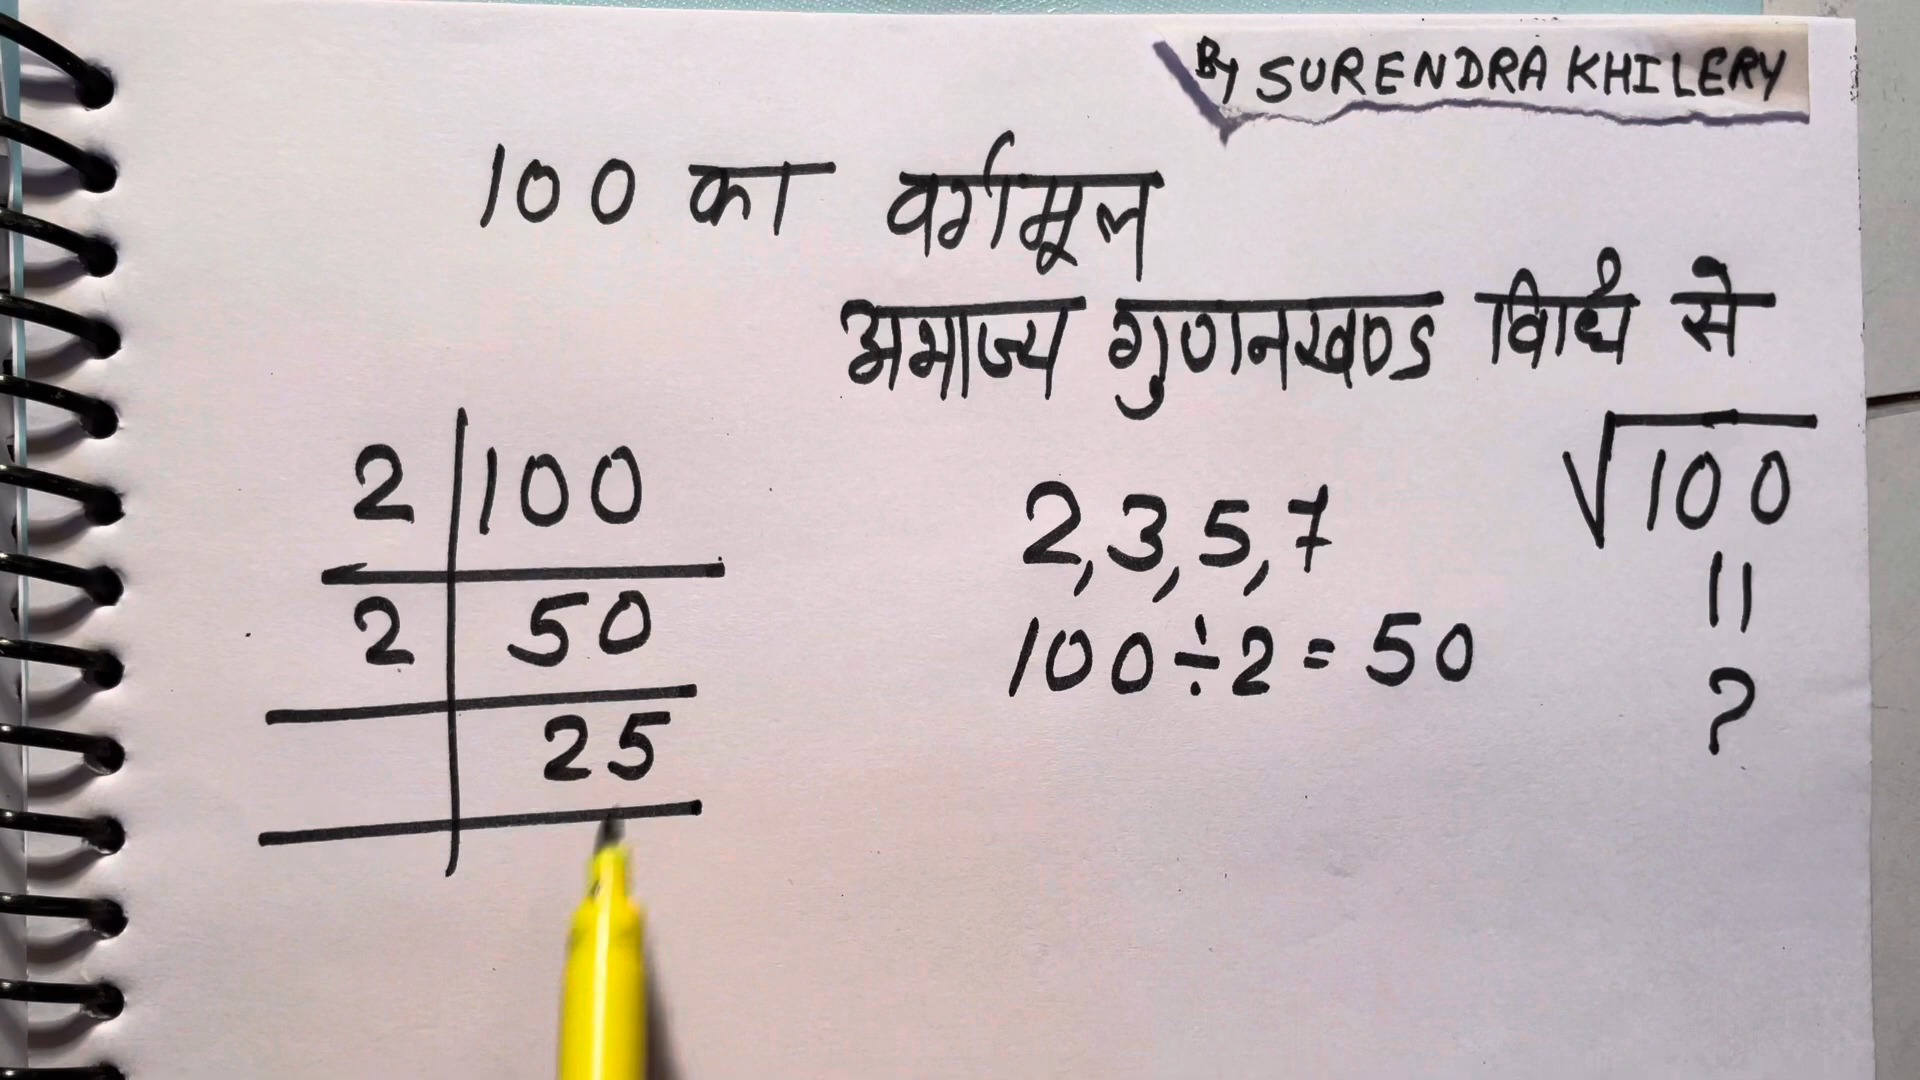 By SURENDRA KHILERY
100 का वर्गमूल
अभाज्य गुणनखण्ड विधि से
2 | 100
2 | 50
25
2, 3, 5, 7
100 ÷ 2 = 50
√100
=
?